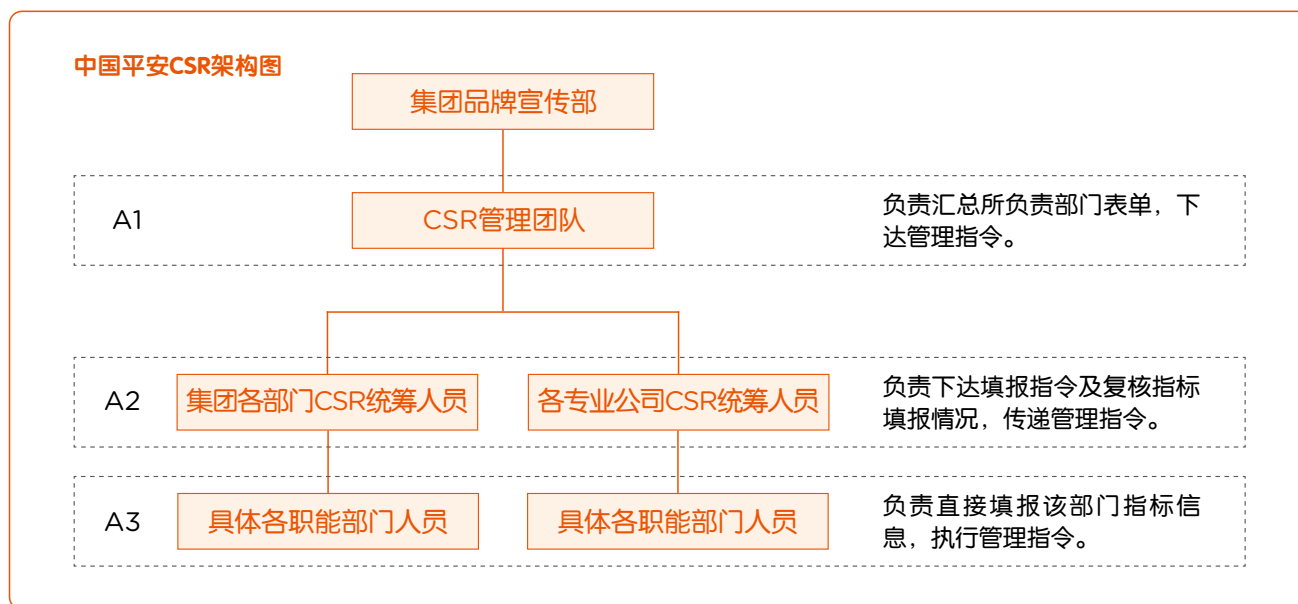 中国平安CSR架构图
集团品牌宣传部
A1
CSR管理团队
负责汇总所负责部门表单，下
达管理指令。
A2
集团各部门CSR统筹人员
各专业公司CSR统筹人员
负责下达填报指令及复核指标
填报情况，传递管理指令。
A3
具体各职能部门人员
具体各职能部门人员
负责直接填报该部门指标信
息，执行管理指令。